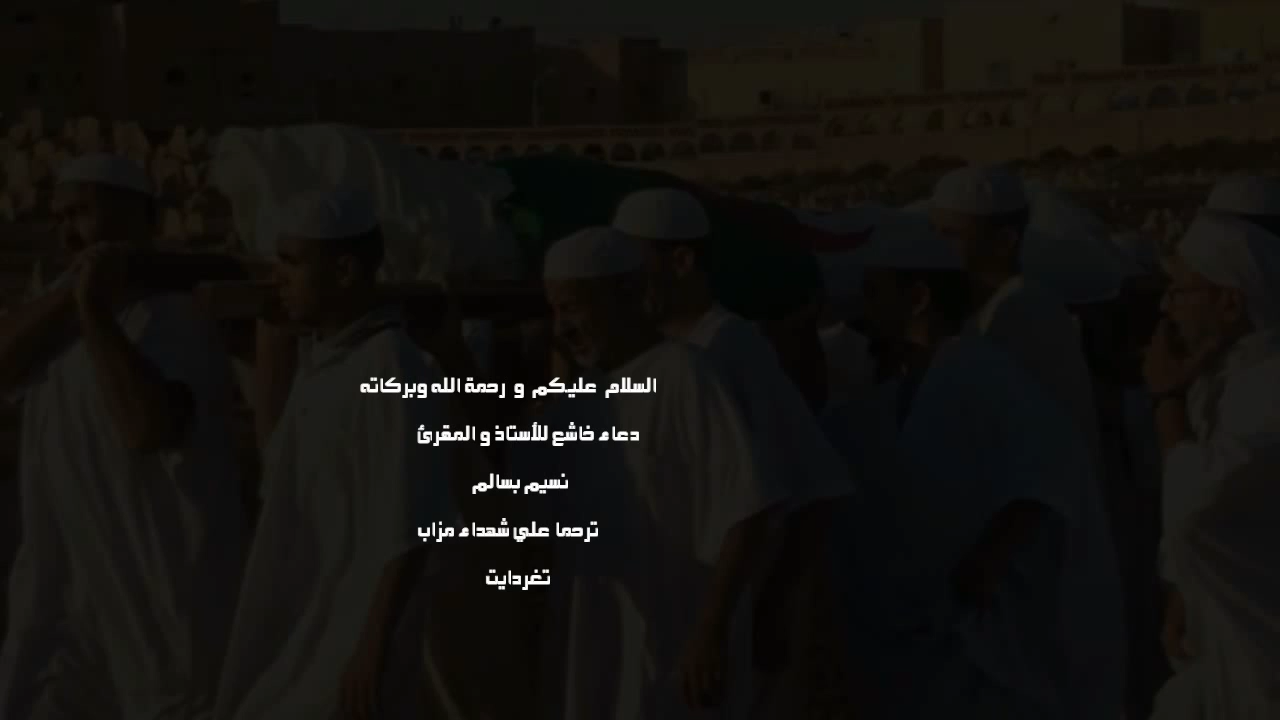 السلام عليكم و رحمة الله وبركاته
دعاء خاشع للأستاذ و المقرئ
نسيم بسالم
ترحما علي شهداء مزاب
تغردايت